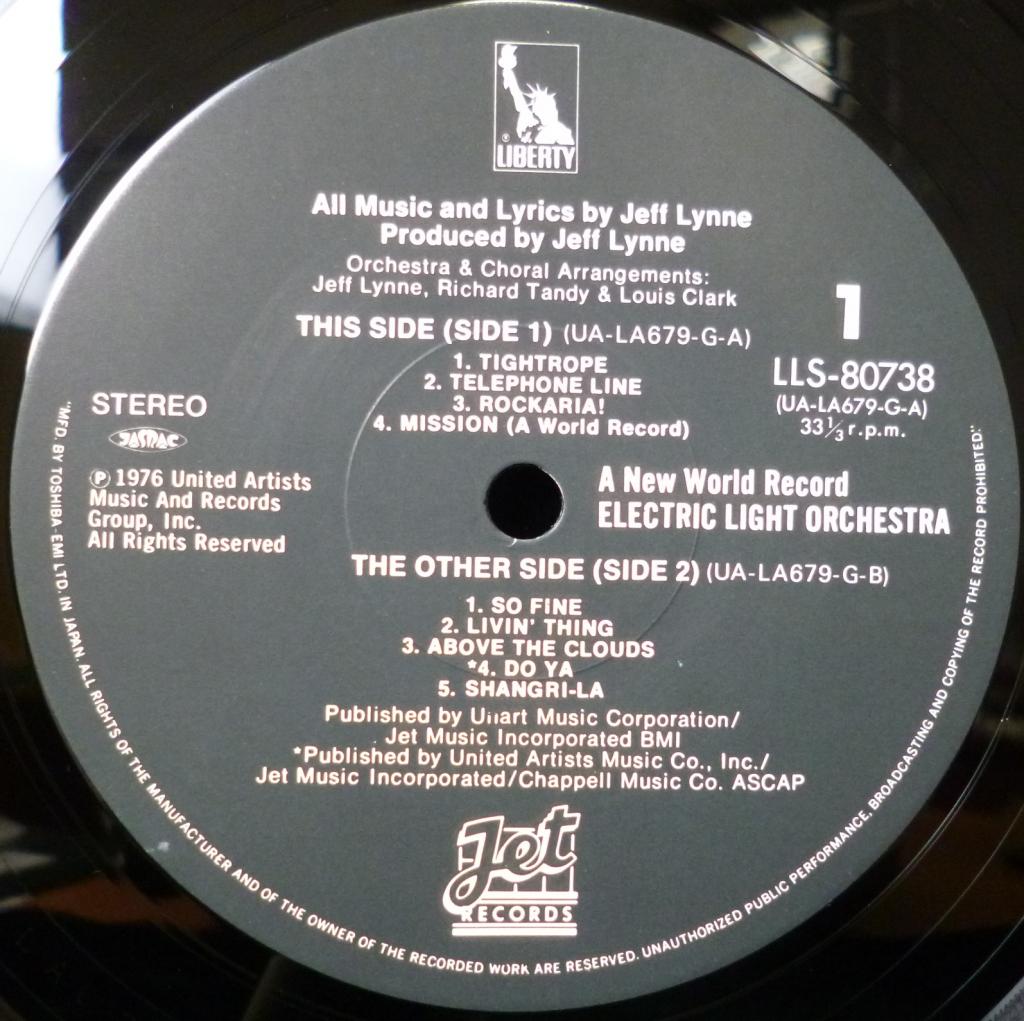 LIBERTY
All Music and Lyrics by Jeff Lynne
Produced by Jeff Lynne
Orchestra & Choral Arrangements:
Jeff Lynne, Richard Tandy & Louis Clark
1
THIS SIDE (SIDE 1) (UA-LA679-G-A)
1. TIGHTROPE
2. TELEPHONE LINE
3. ROCKARIA!
4. MISSION (A World Record)
LLS-80738
(UA-LA679-G-A)
33⅓ r.p.m.
STEREO
JASRAC
Ⓟ 1976 United Artists
Music And Records
Group, Inc.
All Rights Reserved
A New World Record
ELECTRIC LIGHT ORCHESTRA
THE OTHER SIDE (SIDE 2) (UA-LA679-G-B)
1. SO FINE
2. LIVIN' THING
3. ABOVE THE CLOUDS
*4. DO YA
5. SHANGRI-LA
Published by Unart Music Corporation/
Jet Music Incorporated BMI
*Published by United Artists Music Co., Inc./
Jet Music Incorporated/Chappell Music Co. ASCAP
Jet
RECORDS
"MFD. BY TOSHIBA-EMI LTD. IN JAPAN. ALL RIGHTS OF THE MANUFACTURER AND OF THE OWNER OF THE RECORDED WORK ARE RESERVED. UNAUTHORIZED PUBLIC PERFORMANCE, BROADCASTING AND COPYING OF THE RECORD PROHIBITED."